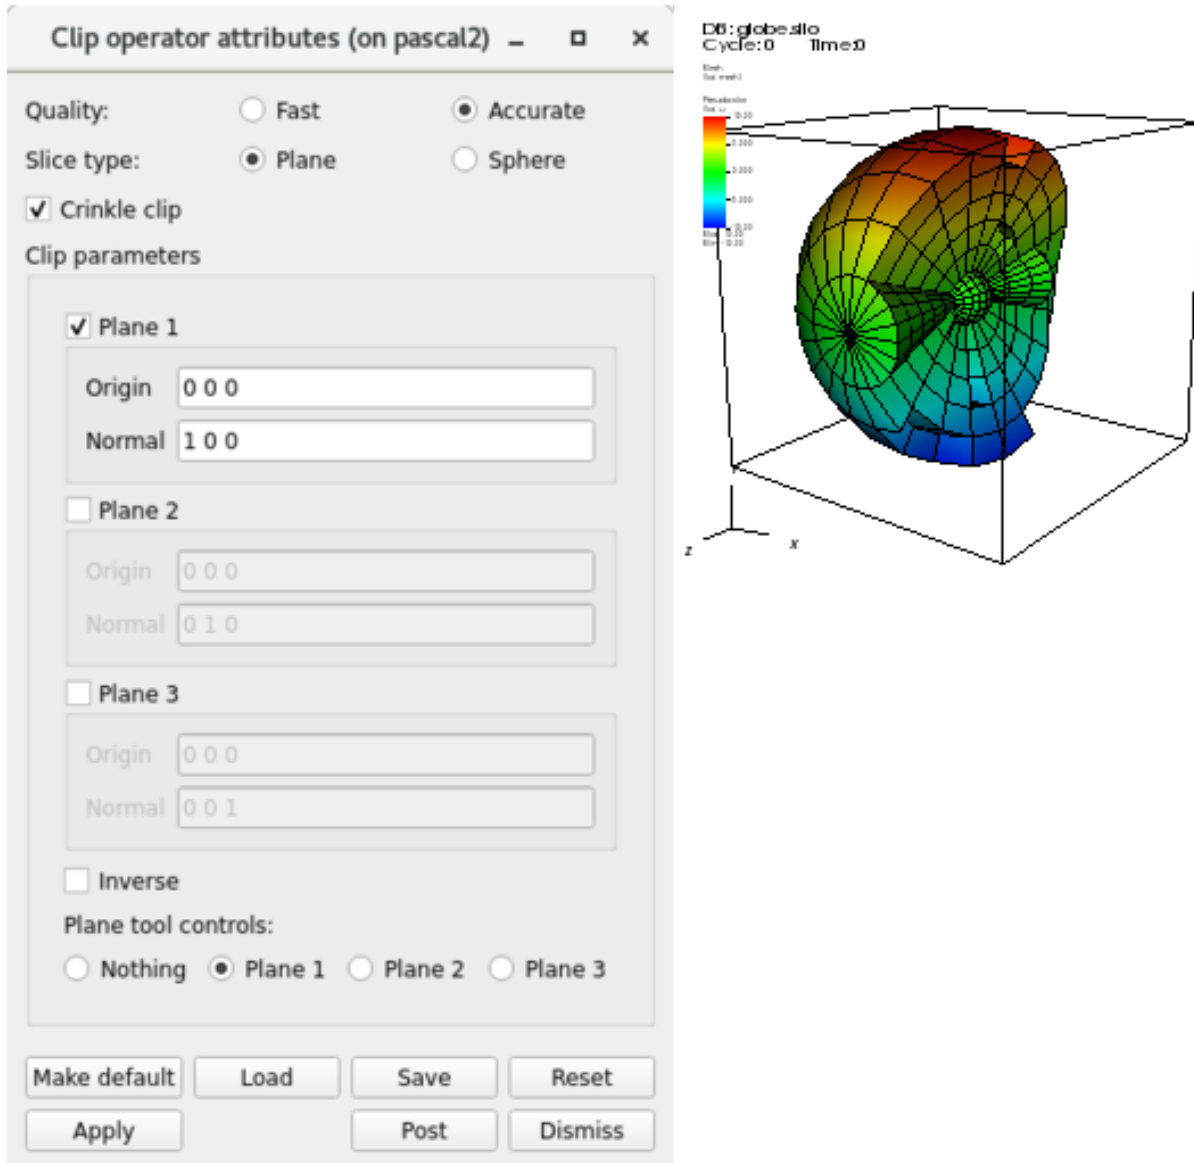 Clip operator attributes (on pascal2)
Quality: Fast Accurate
Slice type: Plane Sphere
Crinkle clip
Clip parameters
Plane 1
Origin 0 0 0
Normal 1 0 0
Plane 2
Origin 0 0 0
Normal 0 1 0
Plane 3
Origin 0 0 0
Normal 0 0 1
Inverse
Plane tool controls:
Nothing Plane 1 Plane 2 Plane 3
Make default Load Save Reset
Apply Post Dismiss
DB: globe.silo
Cycle: 0 Time:0
Pseudocolor
z
x